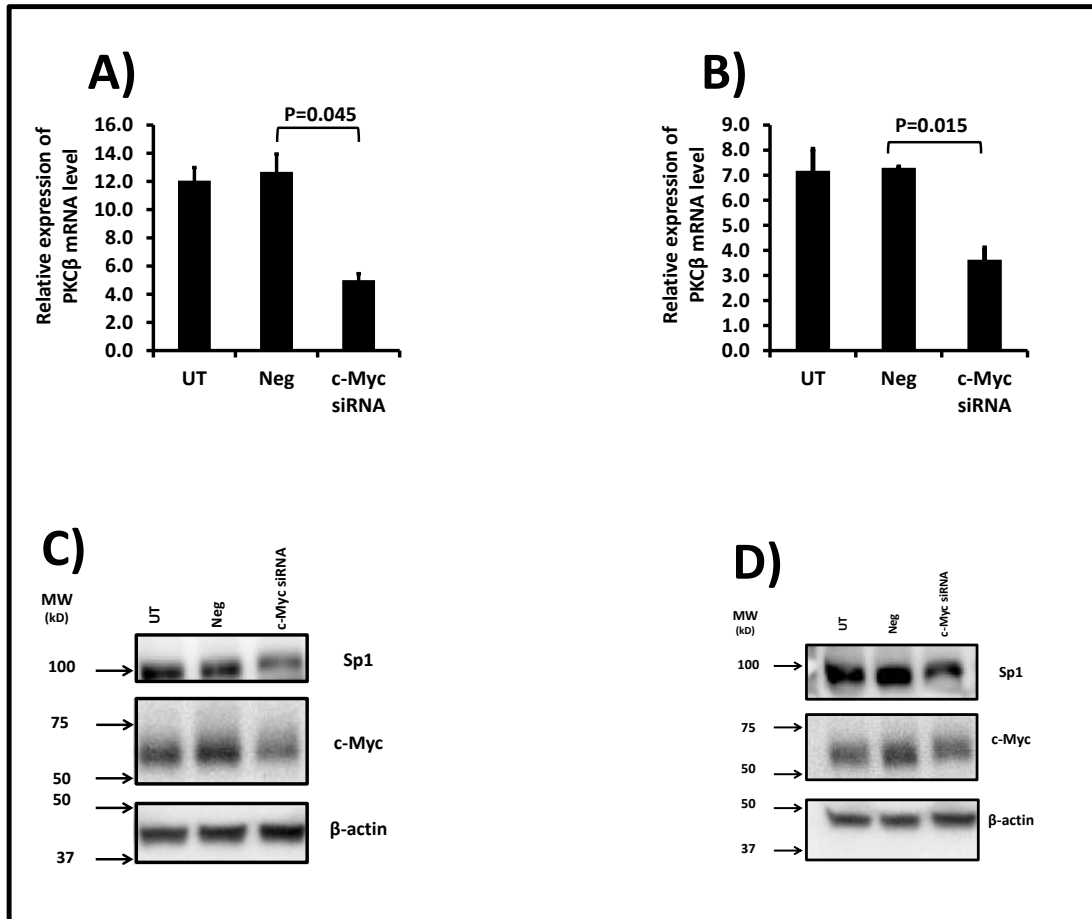 A)
P=0.045
Relative expression of
PKCβ mRNA level
16.0
14.0
12.0
10.0
8.0
6.0
4.0
2.0
0.0
UT Neg c-Myc
siRNA
B)
P=0.015
Relative expression of
PKCβ mRNA level
9.0
8.0
7.0
6.0
5.0
4.0
3.0
2.0
1.0
0.0
UT Neg c-Myc
siRNA
C)
MW
(kD)
UT
Neg
c-Myc siRNA
100
Sp1
75
c-Myc
50
50
β-actin
37
D)
MW
(kD)
UT
Neg
c-Myc siRNA
100
Sp1
75
c-Myc
50
50
β-actin
37